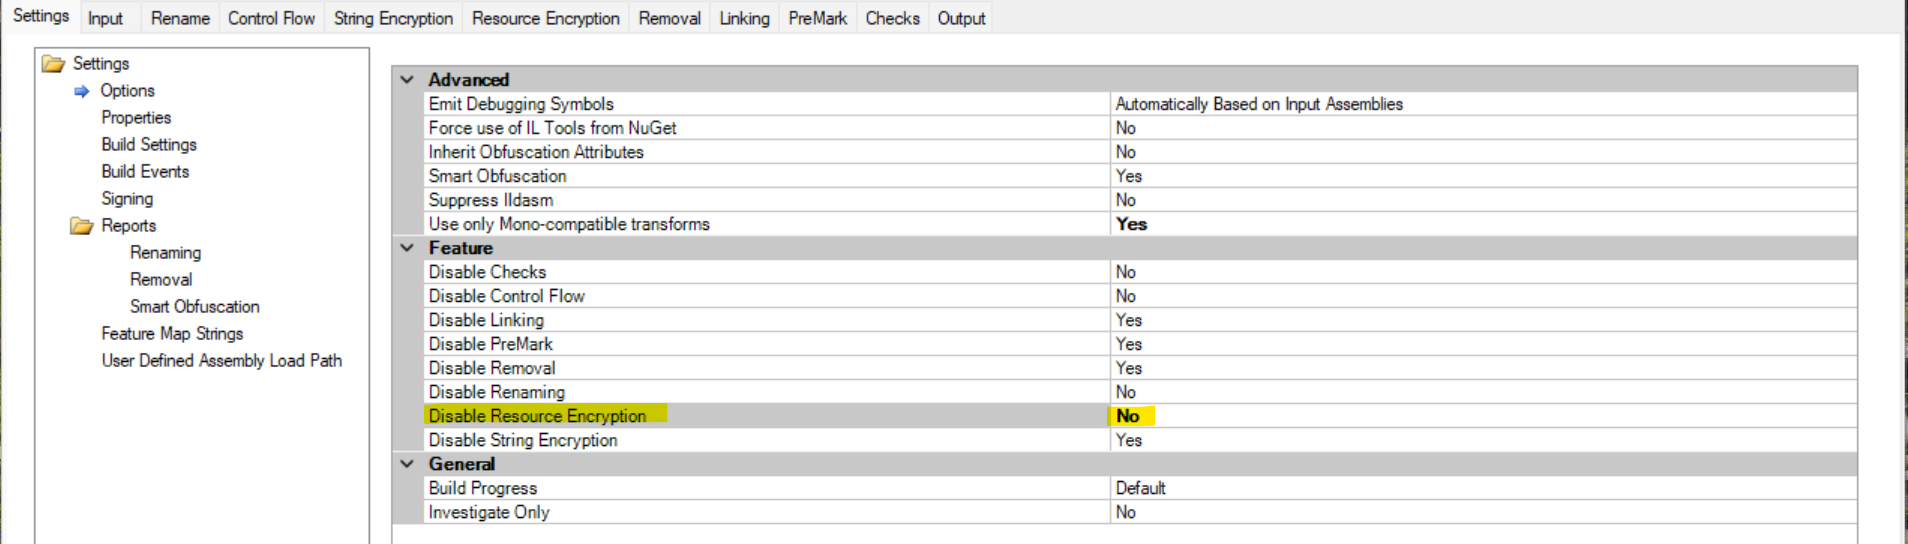 Settings Input Rename Control Flow String Encryption Resource Encryption Removal Linking PreMark Checks Output
Settings
Options
Properties
Build Settings
Build Events
Signing
Reports
Renaming
Removal
Smart Obfuscation
Feature Map Strings
User Defined Assembly Load Path
Advanced
Emit Debugging Symbols Automatically Based on Input Assemblies
Force use of IL Tools from NuGet No
Inherit Obfuscation Attributes No
Smart Obfuscation Yes
Suppress Ildasm No
Use only Mono-compatible transforms Yes
Feature
Disable Checks No
Disable Control Flow No
Disable Linking Yes
Disable PreMark Yes
Disable Removal Yes
Disable Renaming No
Disable Resource Encryption No
Disable String Encryption Yes
General
Build Progress Default
Investigate Only No